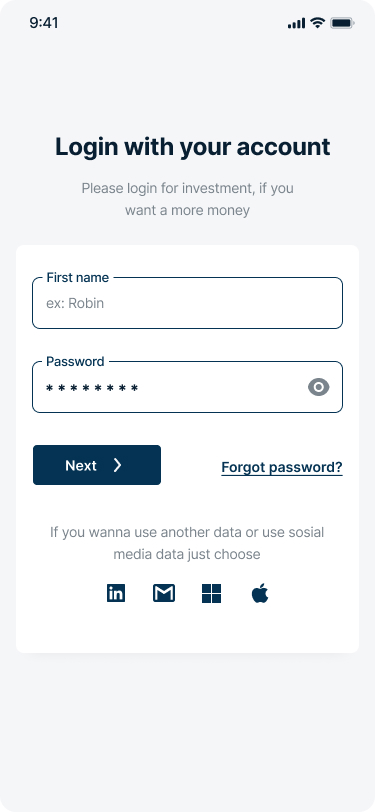 9:41
Login with your account
Please login for investment, if you
want a more money
First name
ex: Robin
Password
********
Next
Forgot password?
If you wanna use another data or use sosial
media data just choose
in